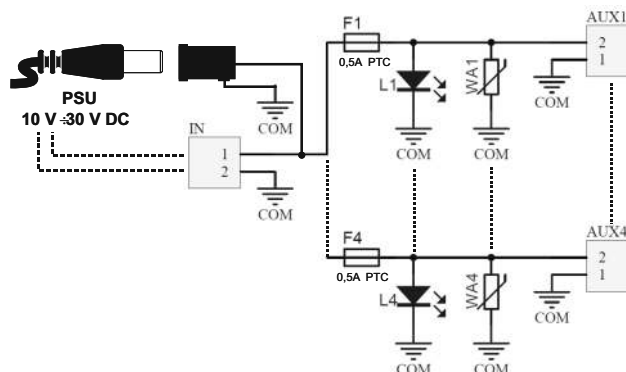 AUX1
F1
2
1
0,5A PTC
L1
WA1
COM
PSU
10 V ÷30 V DC
COM
IN
COM
COM
1
2
COM
AUX4
F4
2
1
0,5A PTC
L4
WA4
COM
COM
COM